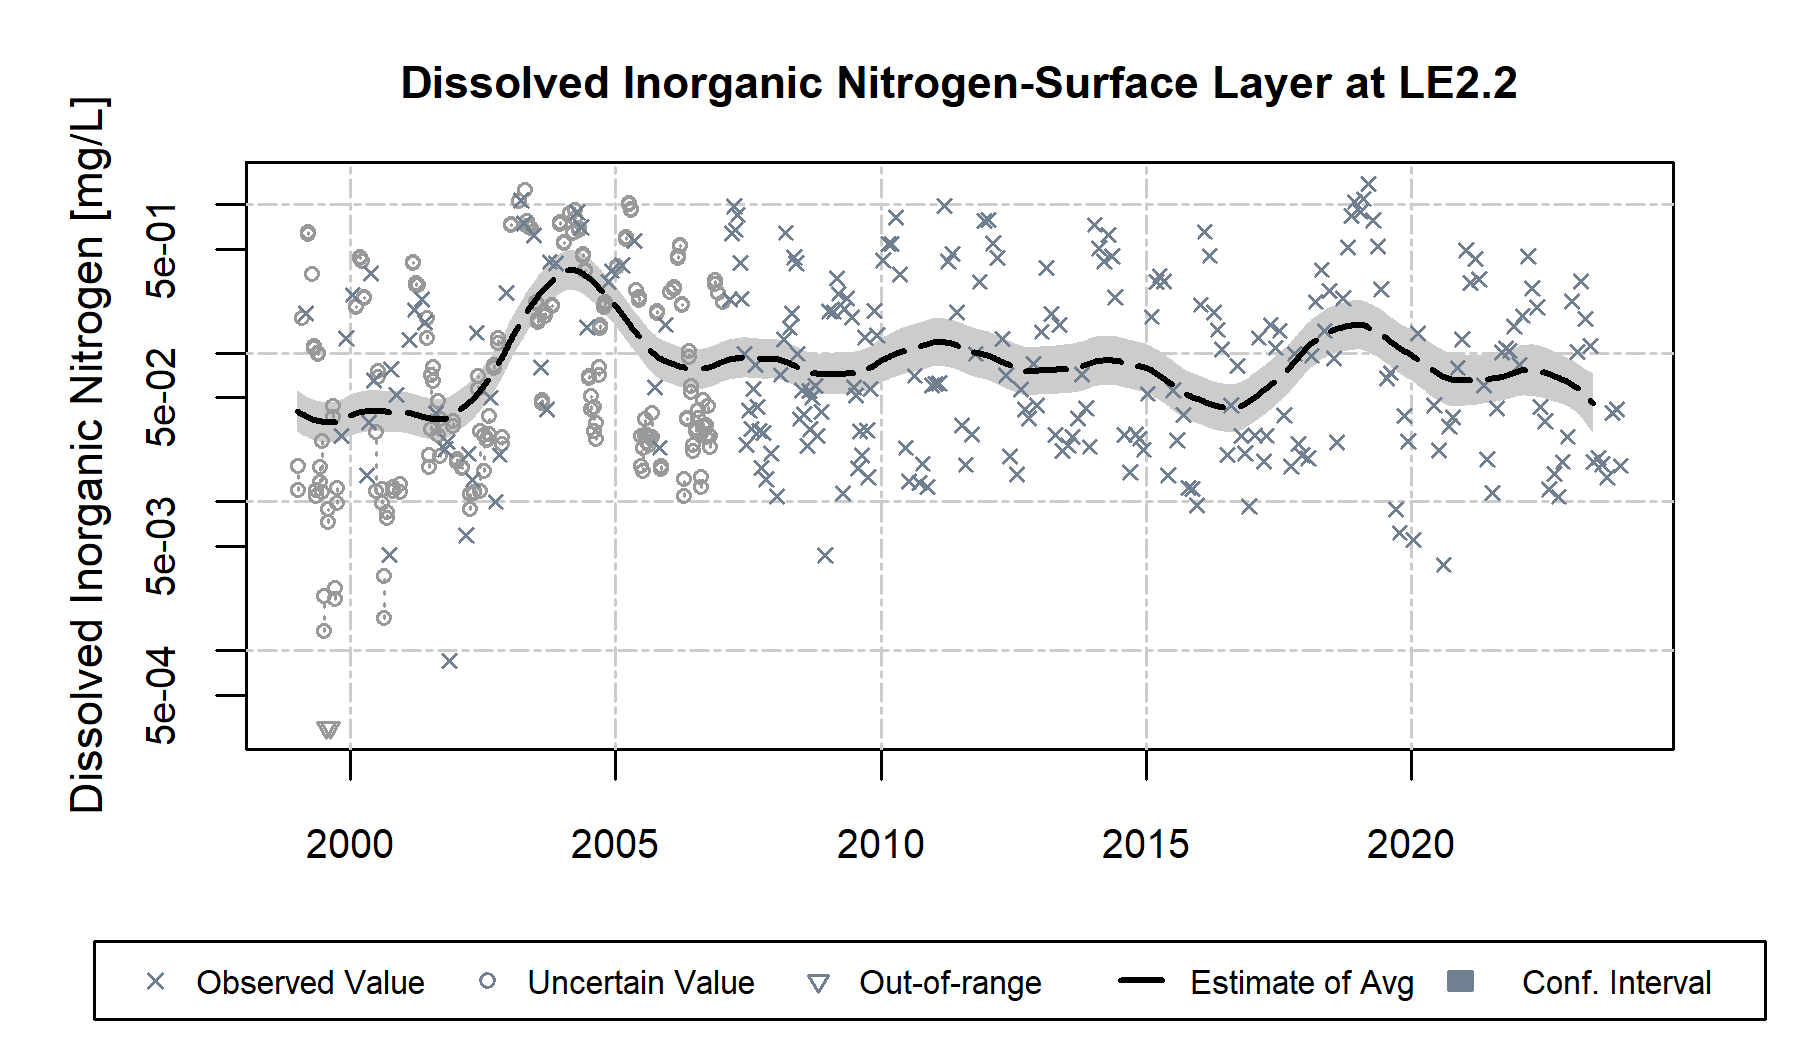 Dissolved Inorganic Nitrogen-Surface Layer at LE2.2
Dissolved Inorganic Nitrogen [mg/L]
5e-01
5e-02
5e-03
5e-04
2000 2005 2010 2015 2020
Observed Value Uncertain Value Out-of-range Estimate of Avg Conf. Interval